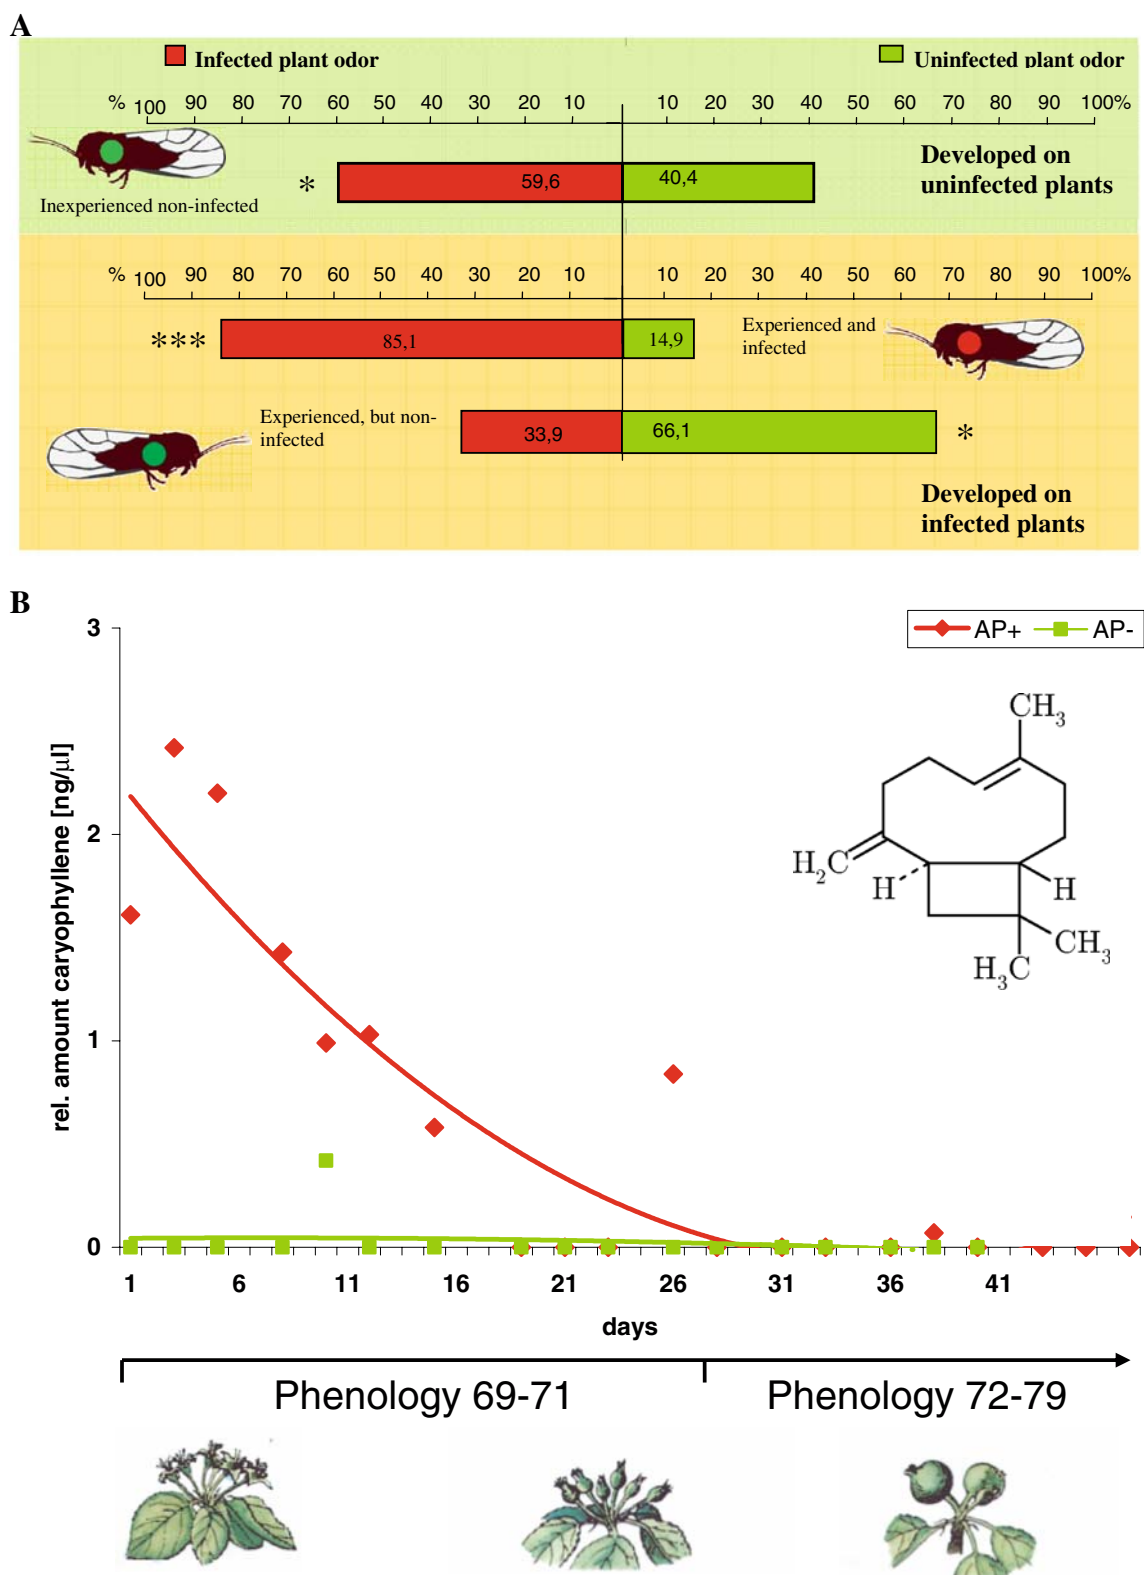 A
Infected plant odor
Uninfected plant odor
% 100 90 80 70 60 50 40 30 20 10 10 20 30 40 50 60 70 80 90 100%
Developed on
uninfected plants
* 59,6 40,4
Inexperienced non-infected
% 100 90 80 70 60 50 40 30 20 10 10 20 30 40 50 60 70 80 90 100%
*** 85,1 14,9
Experienced and
infected
Experienced, but non-
infected
33,9 66,1 *
Developed on
infected plants
B
AP+ AP-
3
2
1
0
rel. amount caryophyllene [ng/µl]
CH3
H2C
H
H
CH3
H3C
1 6 11 16 21 26 31 36 41
days
Phenology 69-71
Phenology 72-79